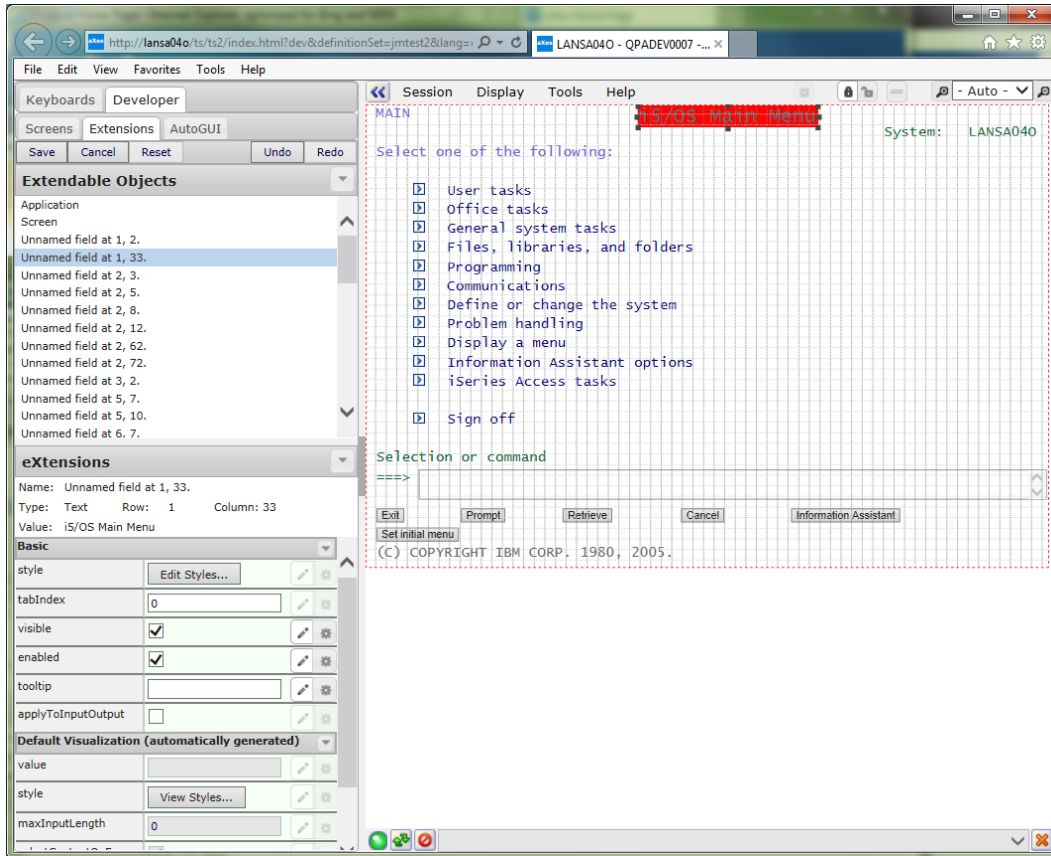 http://lansa04o/ts/ts2/index.html?dev&definitionSet=jmtest2&lang=
aXes LANSA04O - QPADEV0007 -...
File Edit View Favorites Tools Help
Keyboards Developer
Screens Extensions AutoGUI
Save Cancel Reset Undo Redo
Extendable Objects
Application
Screen
Unnamed field at 1, 2.
Unnamed field at 1, 33.
Unnamed field at 2, 3.
Unnamed field at 2, 5.
Unnamed field at 2, 8.
Unnamed field at 2, 12.
Unnamed field at 2, 62.
Unnamed field at 2, 72.
Unnamed field at 3, 2.
Unnamed field at 5, 7.
Unnamed field at 5, 10.
Unnamed field at 6. 7.
eXtensions
Name: Unnamed field at 1, 33.
Type: Text Row: 1 Column: 33
Value: i5/OS Main Menu
Basic
style Edit Styles...
tabIndex 0
visible
enabled
tooltip
applyToInputOutput
Default Visualization (automatically generated)
value
style View Styles...
maxInputLength 0
Session Display Tools Help - Auto -
MAIN i5/OS Main Menu
System: LANSA04O
Select one of the following:
User tasks
Office tasks
General system tasks
Files, libraries, and folders
Programming
Communications
Define or change the system
Problem handling
Display a menu
Information Assistant options
iSeries Access tasks
Sign off
Selection or command
===>
Exit Prompt Retrieve Cancel Information Assistant
Set initial menu
(C) COPYRIGHT IBM CORP. 1980, 2005.